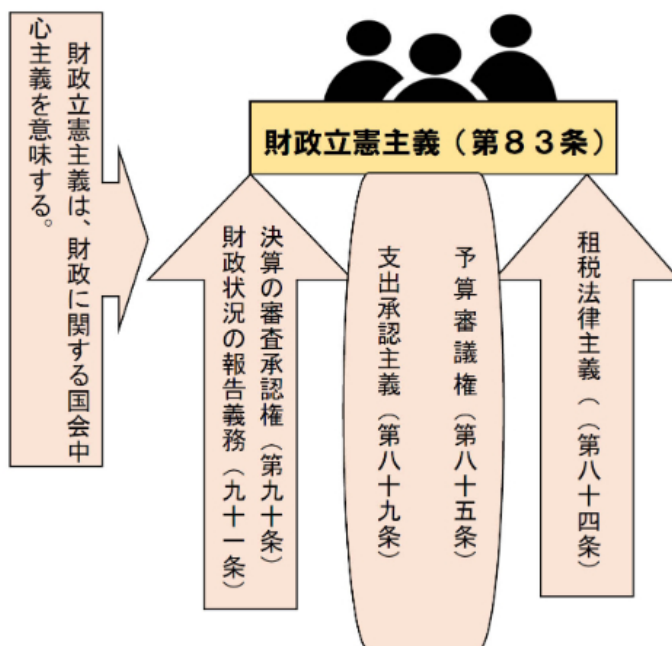 財政立憲主義は、財政に関する国会中
心主義を意味する。
財政立憲主義（第８３条）
租税法律主義（（第八十四条）
予算審議権（第八十五条）
支出承認主義（第八十九条）
決算の審査承認権（第九十条）
財政状況の報告義務（九十一条）